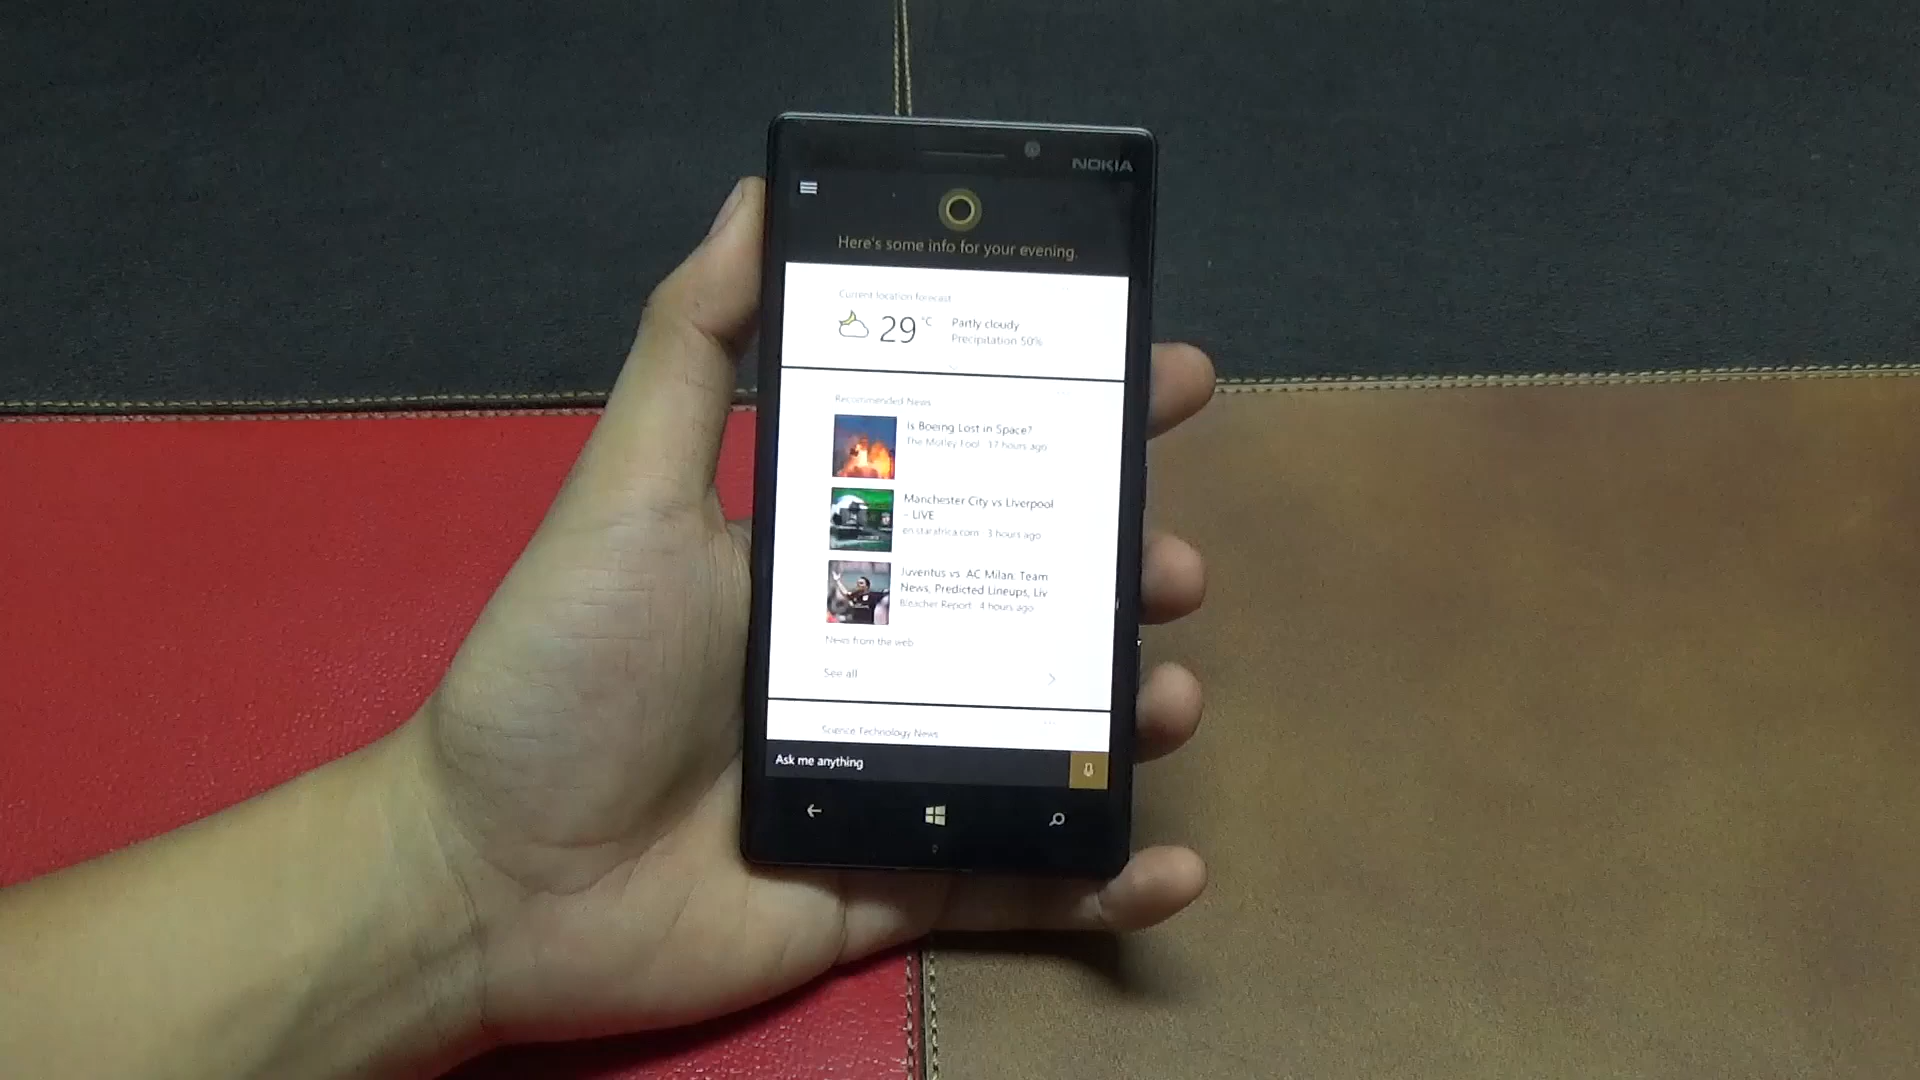 NOKIA
Here's some info for your evening.
Current location forecast
29 °C
Partly cloudy
Precipitation 50%
Recommended News
Is Boeing Lost in Space?
The Motley Fool · 17 hours ago
Manchester City vs Liverpool
- LIVE
en.starafrica.com · 3 hours ago
Juventus vs. AC Milan: Team
News, Predicted Lineups, Liv
Bleacher Report · 4 hours ago
News from the web
See all
Science Technology News
Ask me anything